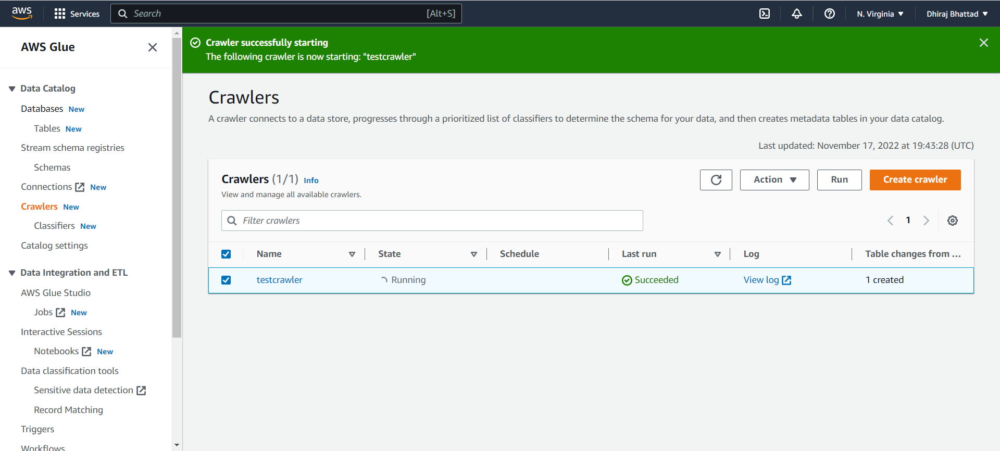 aws
Services
Search [Alt+S]
N. Virginia
Dhiraj Bhattad
AWS Glue
Data Catalog
Databases New
Tables New
Stream schema registries
Schemas
Connections New
Crawlers New
Classifiers New
Catalog settings
Data Integration and ETL
AWS Glue Studio
Jobs New
Interactive Sessions
Notebooks New
Data classification tools
Sensitive data detection
Record Matching
Triggers
Workflows
Crawler successfully starting
The following crawler is now starting: "testcrawler"
Crawlers
A crawler connects to a data store, progresses through a prioritized list of classifiers to determine the schema for your data, and then creates metadata tables in your data catalog.
Last updated: November 17, 2022 at 19:43:28 (UTC)
Crawlers (1/1) Info
View and manage all available crawlers.
Action
Run
Create crawler
Filter crawlers
1
Name State Schedule Last run Log Table changes from ...
testcrawler Running Succeeded View log 1 created